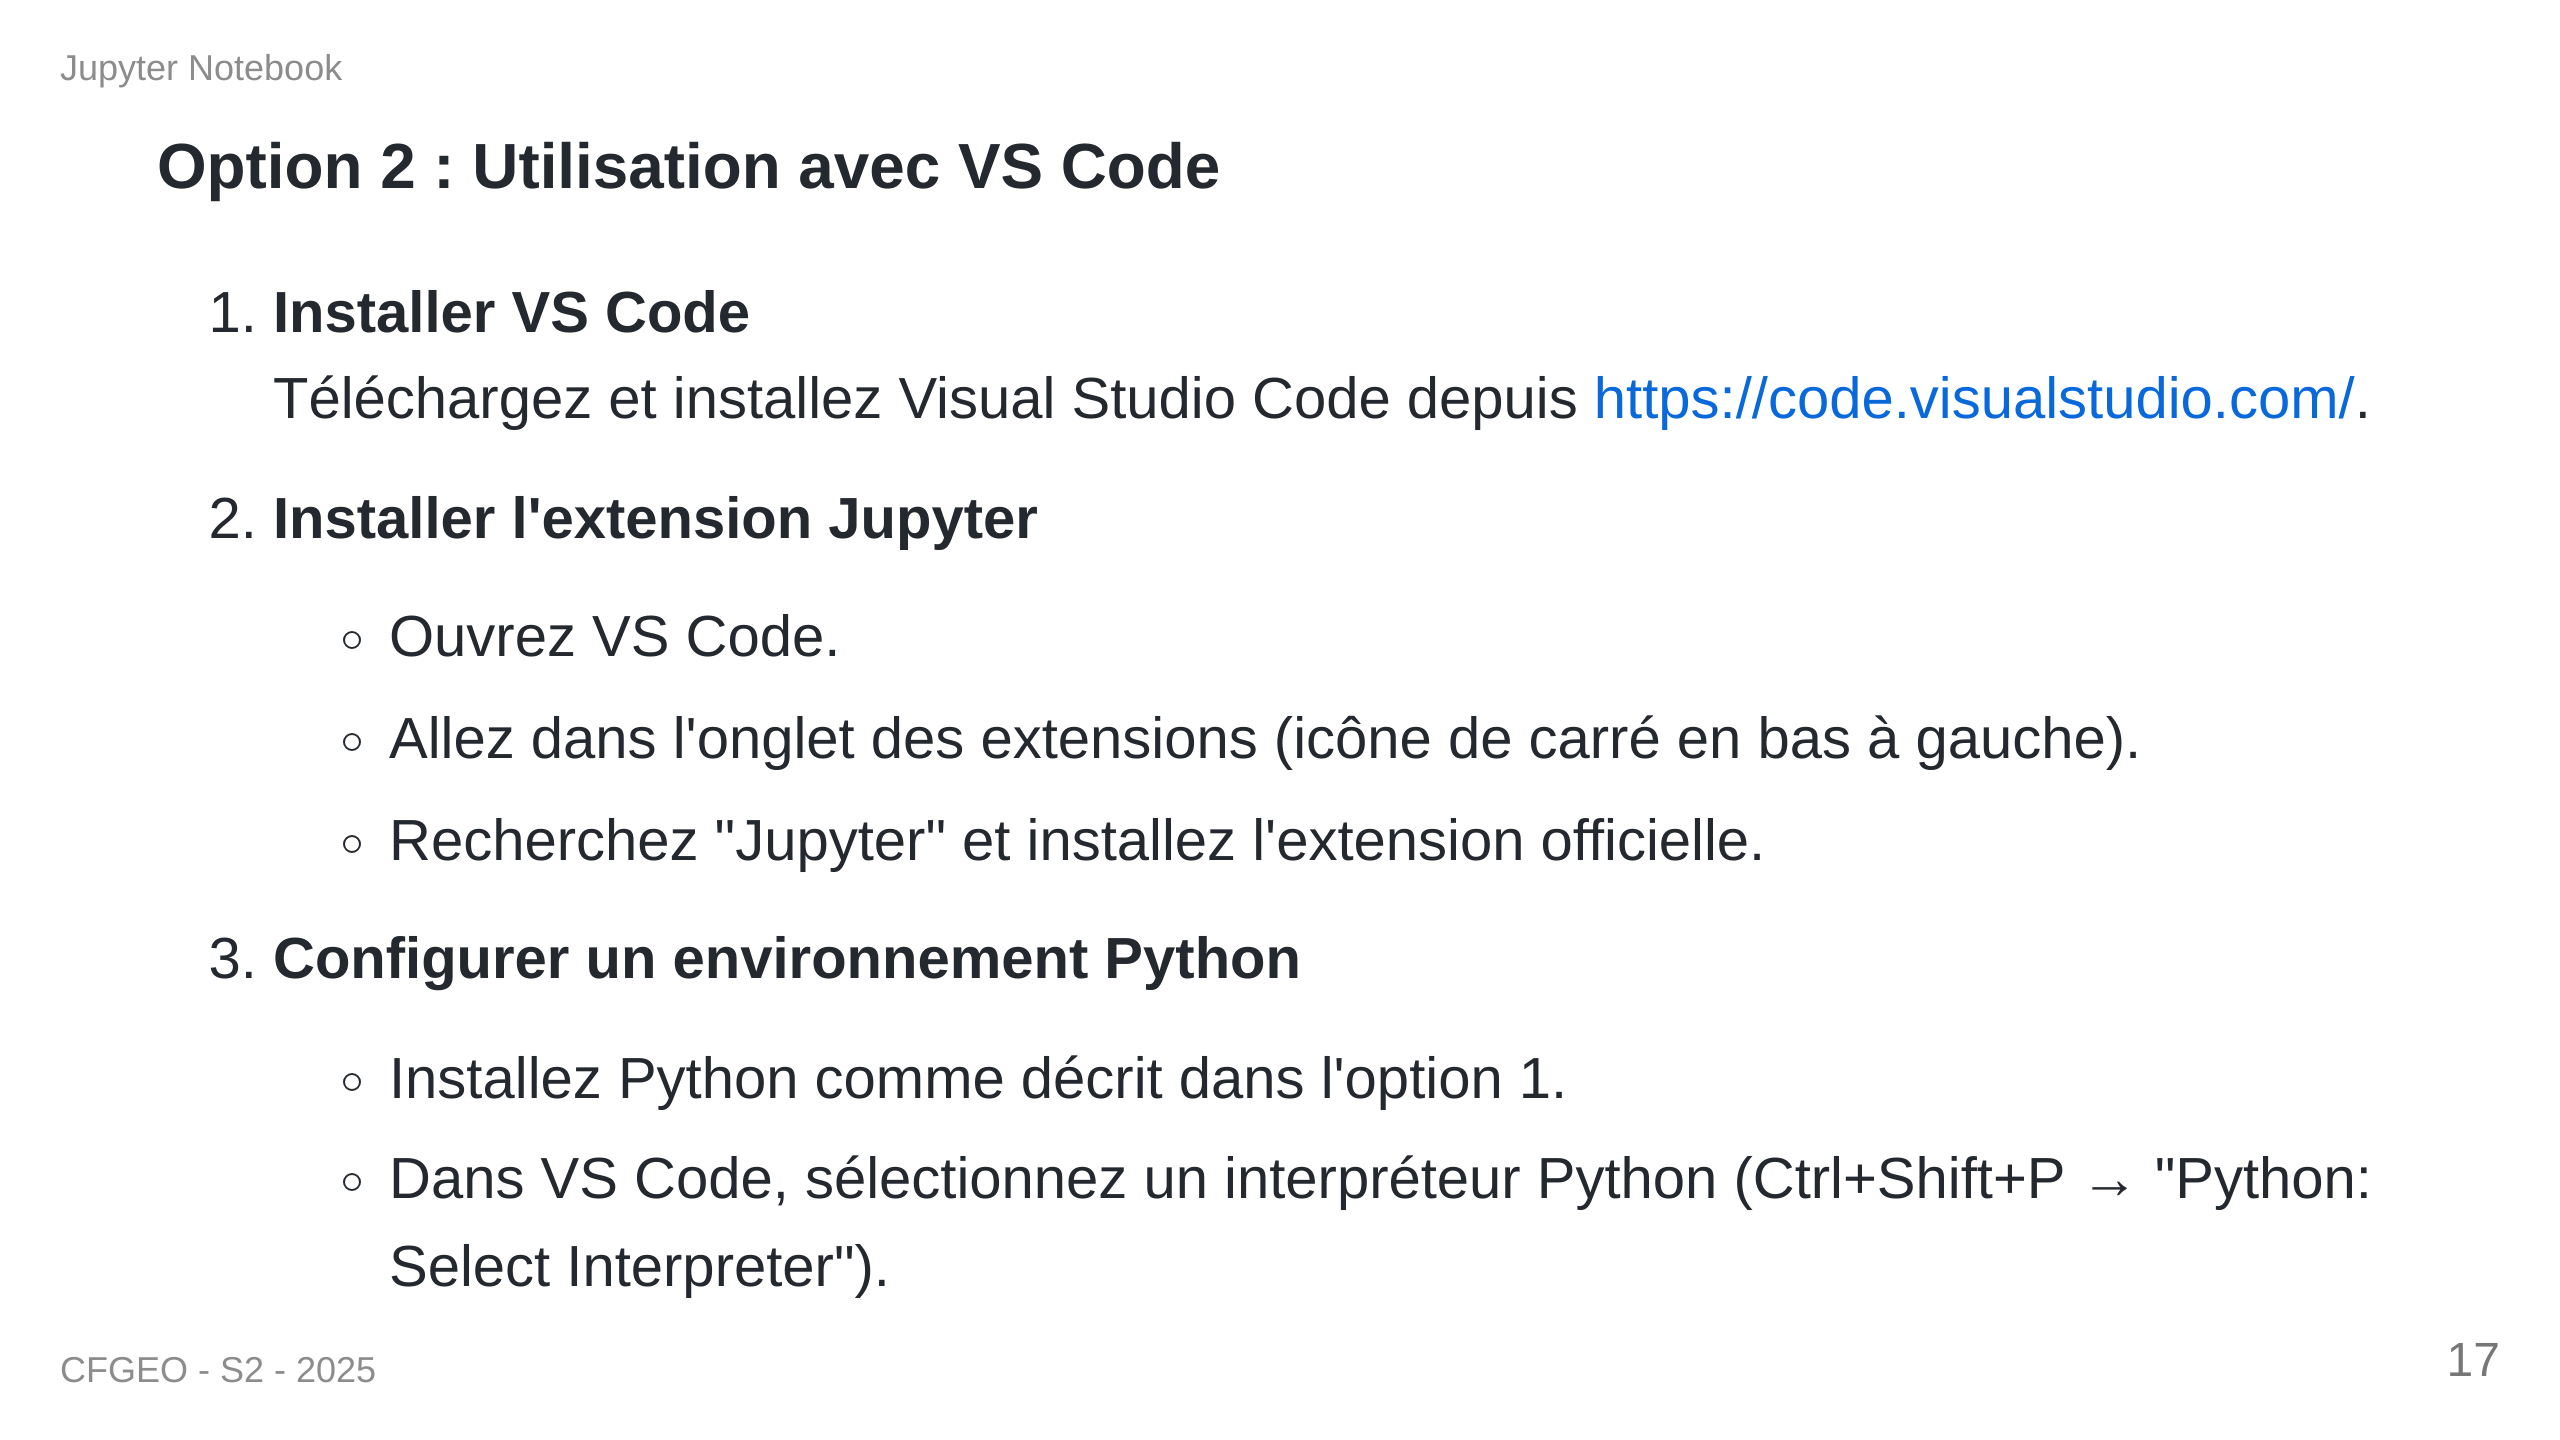 Jupyter Notebook
Option 2 : Utilisation avec VS Code
1. Installer VS Code
Téléchargez et installez Visual Studio Code depuis https://code.visualstudio.com/.
2. Installer l'extension Jupyter
◦ Ouvrez VS Code.
◦ Allez dans l'onglet des extensions (icône de carré en bas à gauche).
◦ Recherchez "Jupyter" et installez l'extension officielle.
3. Configurer un environnement Python
◦ Installez Python comme décrit dans l'option 1.
◦ Dans VS Code, sélectionnez un interpréteur Python (Ctrl+Shift+P → "Python:
Select Interpreter").
CFGEO - S2 - 2025
17